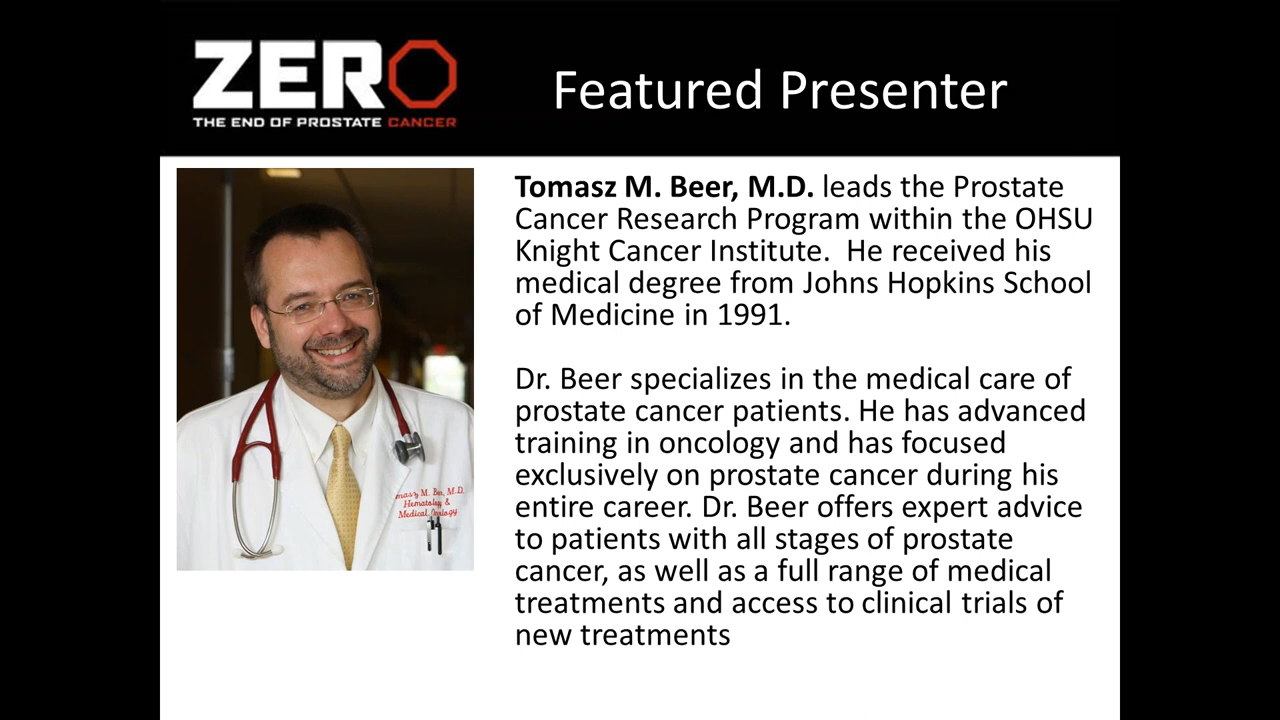 ZERO
THE END OF PROSTATE CANCER
Featured Presenter
Tomasz M. Beer, M.D. leads the Prostate
Cancer Research Program within the OHSU
Knight Cancer Institute.  He received his
medical degree from Johns Hopkins School
of Medicine in 1991.
Dr. Beer specializes in the medical care of
prostate cancer patients. He has advanced
training in oncology and has focused
exclusively on prostate cancer during his
entire career. Dr. Beer offers expert advice
to patients with all stages of prostate
cancer, as well as a full range of medical
treatments and access to clinical trials of
new treatments
masz M. Beer, M.D.
Hematology &
Medical Oncology